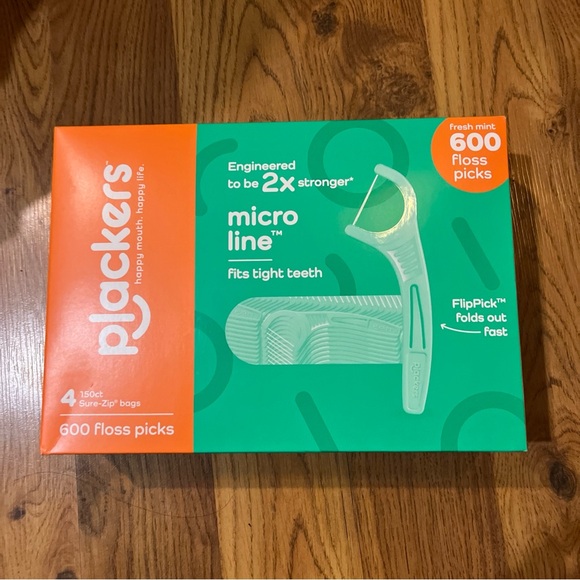 plackers
happy mouth. happy life.
4 150ct
Sure-Zip® bags
600 floss picks
Engineered
to be 2x stronger*
micro
line™
fits tight teeth
fresh mint
600
floss
picks
FlipPick™
folds out
fast